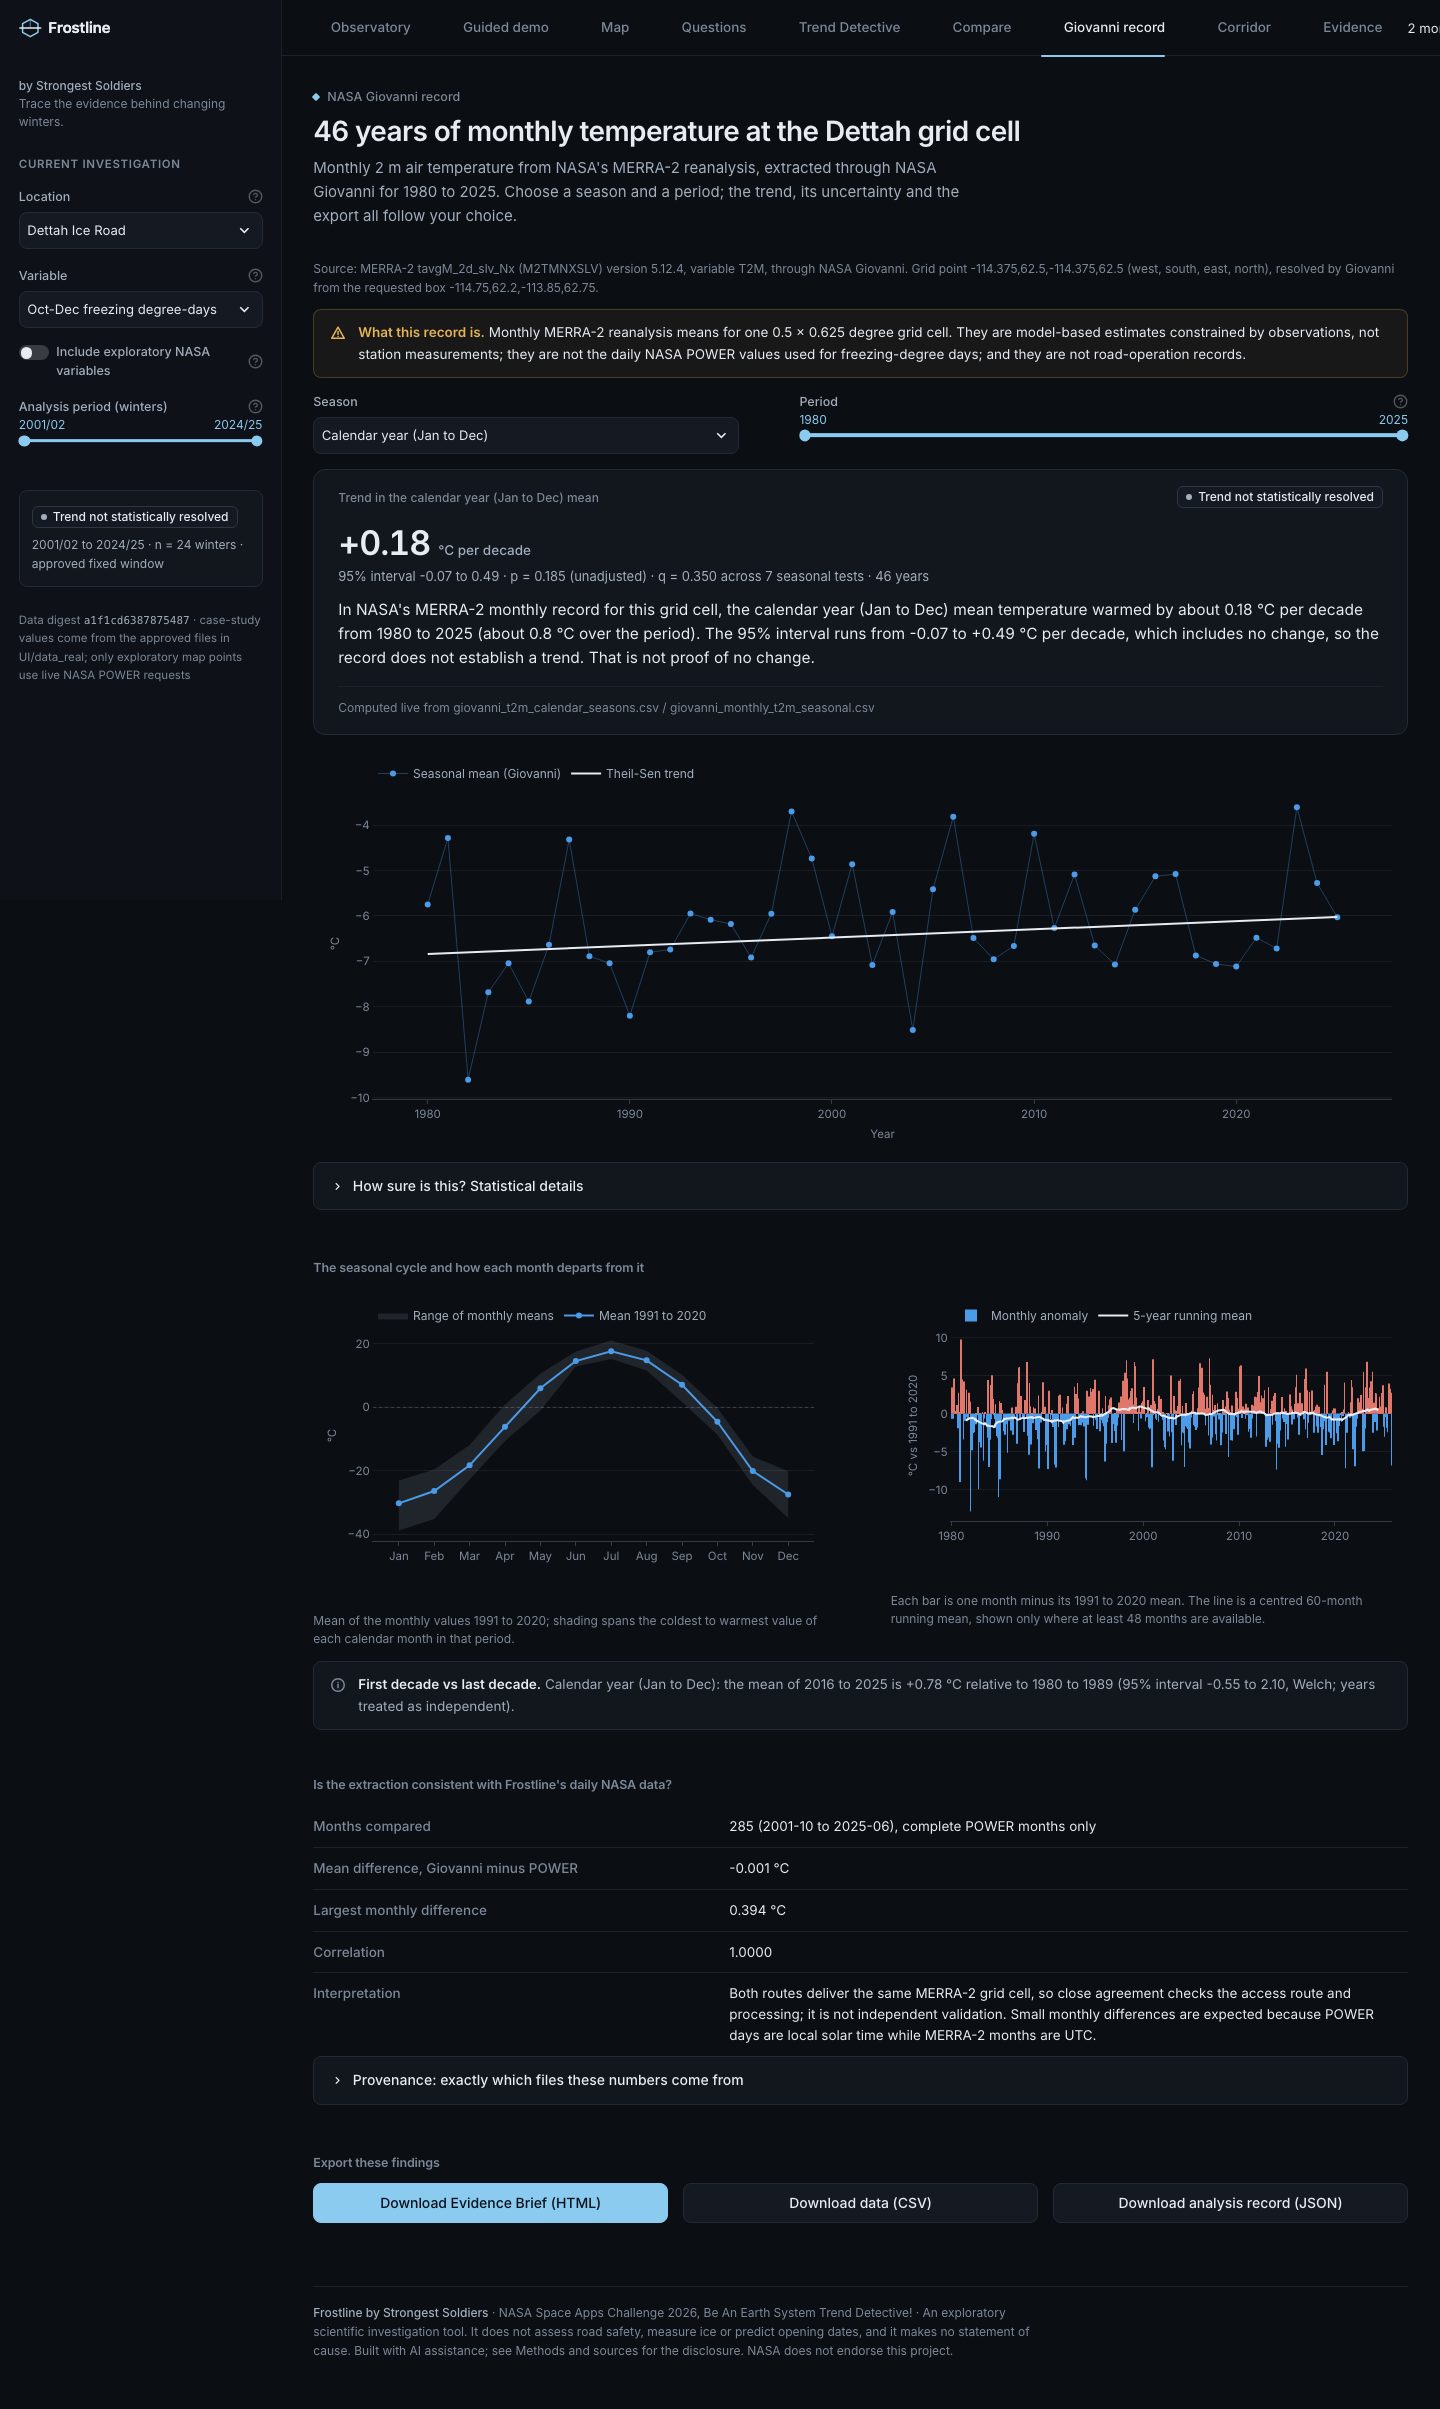 Frostline
by Strongest Soldiers
Trace the evidence behind changing
winters.
CURRENT INVESTIGATION
Location
Dettah Ice Road
Variable
Oct-Dec freezing degree-days
Include exploratory NASA
variables
Analysis period (winters)
2001/02 2024/25
Trend not statistically resolved
2001/02 to 2024/25 · n = 24 winters ·
approved fixed window
Data digest a1f1cd6387875487 · case-study
values come from the approved files in
UI/data_real; only exploratory map points
use live NASA POWER requests
Observatory Guided demo Map Questions Trend Detective Compare Giovanni record Corridor Evidence 2 mo
NASA Giovanni record
46 years of monthly temperature at the Dettah grid cell
Monthly 2 m air temperature from NASA's MERRA-2 reanalysis, extracted through NASA
Giovanni for 1980 to 2025. Choose a season and a period; the trend, its uncertainty and the
export all follow your choice.
Source: MERRA-2 tavgM_2d_slv_Nx (M2TMNXSLV) version 5.12.4, variable T2M, through NASA Giovanni. Grid point -114.375,62.5,-114.375,62.5 (west, south, east, north), resolved by Giovanni
from the requested box -114.75,62.2,-113.85,62.75.
What this record is. Monthly MERRA-2 reanalysis means for one 0.5 × 0.625 degree grid cell. They are model-based estimates constrained by observations, not
station measurements; they are not the daily NASA POWER values used for freezing-degree days; and they are not road-operation records.
Season
Calendar year (Jan to Dec)
Period
1980 2025
Trend in the calendar year (Jan to Dec) mean
Trend not statistically resolved
+0.18 °C per decade
95% interval -0.07 to 0.49 · p = 0.185 (unadjusted) · q = 0.350 across 7 seasonal tests · 46 years
In NASA's MERRA-2 monthly record for this grid cell, the calendar year (Jan to Dec) mean temperature warmed by about 0.18 °C per decade
from 1980 to 2025 (about 0.8 °C over the period). The 95% interval runs from -0.07 to +0.49 °C per decade, which includes no change, so the
record does not establish a trend. That is not proof of no change.
Computed live from giovanni_t2m_calendar_seasons.csv / giovanni_monthly_t2m_seasonal.csv
Seasonal mean (Giovanni) Theil-Sen trend
−4
−5
−6
−7
−8
−9
−10
°C
1980 1990 2000 2010 2020
Year
How sure is this? Statistical details
The seasonal cycle and how each month departs from it
Range of monthly means Mean 1991 to 2020
20
0
−20
−40
°C
Jan Feb Mar Apr May Jun Jul Aug Sep Oct Nov Dec
Mean of the monthly values 1991 to 2020; shading spans the coldest to warmest value of
each calendar month in that period.
Monthly anomaly 5-year running mean
10
5
0
−5
−10
°C vs 1991 to 2020
1980 1990 2000 2010 2020
Each bar is one month minus its 1991 to 2020 mean. The line is a centred 60-month
running mean, shown only where at least 48 months are available.
First decade vs last decade. Calendar year (Jan to Dec): the mean of 2016 to 2025 is +0.78 °C relative to 1980 to 1989 (95% interval -0.55 to 2.10, Welch; years
treated as independent).
Is the extraction consistent with Frostline's daily NASA data?
Months compared 285 (2001-10 to 2025-06), complete POWER months only
Mean difference, Giovanni minus POWER -0.001 °C
Largest monthly difference 0.394 °C
Correlation 1.0000
Interpretation Both routes deliver the same MERRA-2 grid cell, so close agreement checks the access route and
processing; it is not independent validation. Small monthly differences are expected because POWER
days are local solar time while MERRA-2 months are UTC.
Provenance: exactly which files these numbers come from
Export these findings
Download Evidence Brief (HTML) Download data (CSV) Download analysis record (JSON)
Frostline by Strongest Soldiers · NASA Space Apps Challenge 2026, Be An Earth System Trend Detective! · An exploratory
scientific investigation tool. It does not assess road safety, measure ice or predict opening dates, and it makes no statement of
cause. Built with AI assistance; see Methods and sources for the disclosure. NASA does not endorse this project.